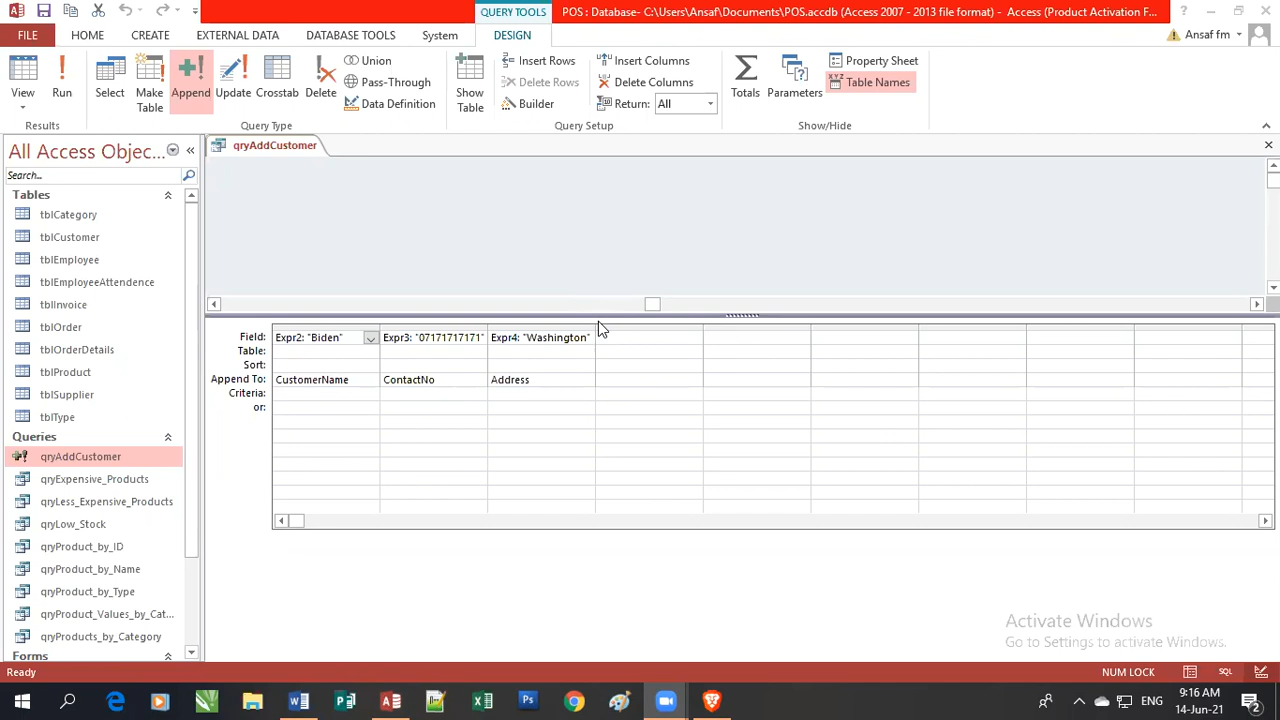 QUERY TOOLS
POS : Database- C:\Users\Ansaf\Documents\POS.accdb (Access 2007 - 2013 file format) - Access (Product Activation F...
FILE HOME CREATE EXTERNAL DATA DATABASE TOOLS System DESIGN Ansaf fm
View Run Select Make Table Append Update Crosstab Delete
Union
Pass-Through
Data Definition
Show Table
Insert Rows
Delete Rows
Builder
Insert Columns
Delete Columns
Return: All
Totals Parameters
Property Sheet
Table Names
Results Query Type Query Setup Show/Hide
All Access Objec...
Search...
Tables
tblCategory
tblCustomer
tblEmployee
tblEmployeeAttendence
tblInvoice
tblOrder
tblOrderDetails
tblProduct
tblSupplier
tblType
Queries
qryAddCustomer
qryExpensive_Products
qryLess_Expensive_Products
qryLow_Stock
qryProduct_by_ID
qryProduct_by_Name
qryProduct_by_Type
qryProduct_Values_by_Cat...
qryProducts_by_Category
Forms
qryAddCustomer
Field: Expr2: "Biden" Expr3: "07171717171" Expr4: "Washington"
Table:
Sort:
Append To: CustomerName ContactNo Address
Criteria:
or:
Activate Windows
Go to Settings to activate Windows.
Ready NUM LOCK SQL
ENG
9:16 AM
14-Jun-21
2